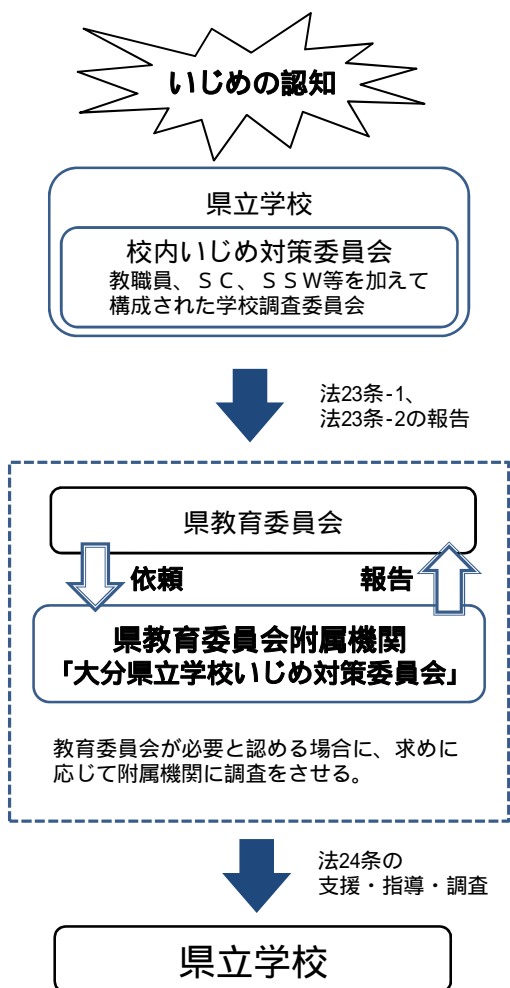 いじめの認知
県立学校
校内いじめ対策委員会
教職員、ＳＣ、ＳＳＷ等を加えて
構成された学校調査委員会
法23条-1、
法23条-2の報告
県教育委員会
依頼
報告
県教育委員会附属機関
「大分県立学校いじめ対策委員会」
教育委員会が必要と認める場合に、求めに
応じて附属機関に調査をさせる。
法24条の
支援・指導・調査
県立学校